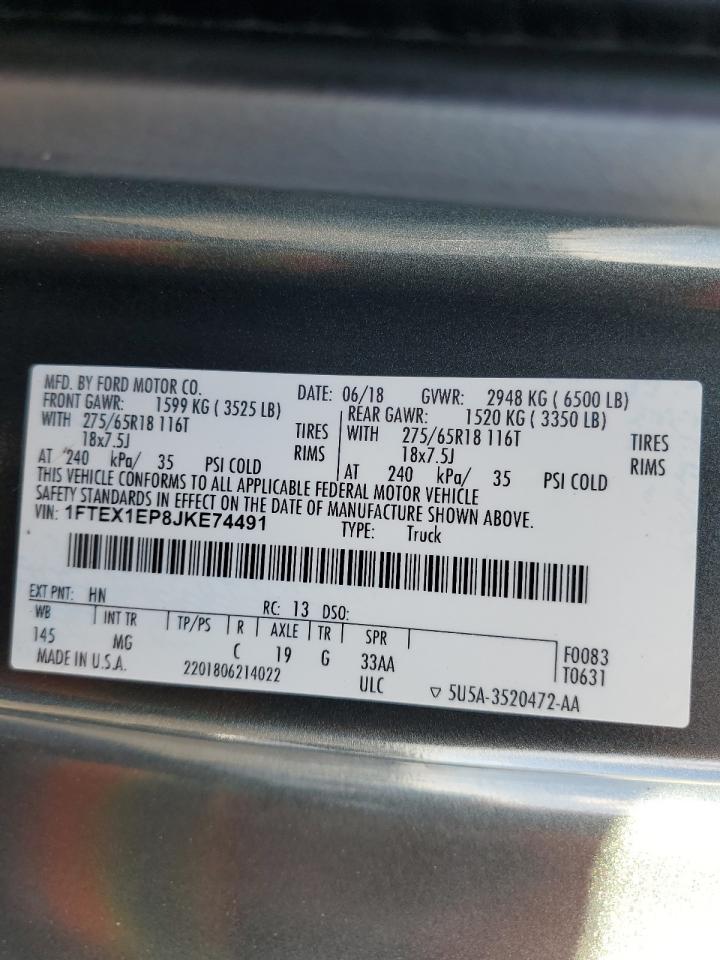 MFD. BY FORD MOTOR CO. DATE: 06/18 GVWR: 2948 KG ( 6500 LB)
FRONT GAWR: 1599 KG ( 3525 LB) REAR GAWR: 1520 KG ( 3350 LB)
WITH 275/65R18 116T TIRES WITH 275/65R18 116T TIRES
18x7.5J RIMS 18x7.5J RIMS
AT 240 kPa/ 35 PSI COLD AT 240 kPa/ 35 PSI COLD
THIS VEHICLE CONFORMS TO ALL APPLICABLE FEDERAL MOTOR VEHICLE
SAFETY STANDARDS IN EFFECT ON THE DATE OF MANUFACTURE SHOWN ABOVE.
VIN: 1FTEX1EP8JKE74491 TYPE: Truck
EXT PNT: HN RC: 13 DSO:
WB INT TR TP/PS R AXLE TR SPR F0083
145 MG C 19 G 33AA T0631
MADE IN U.S.A. 2201806214022 ULC ▽ 5U5A-3520472-AA